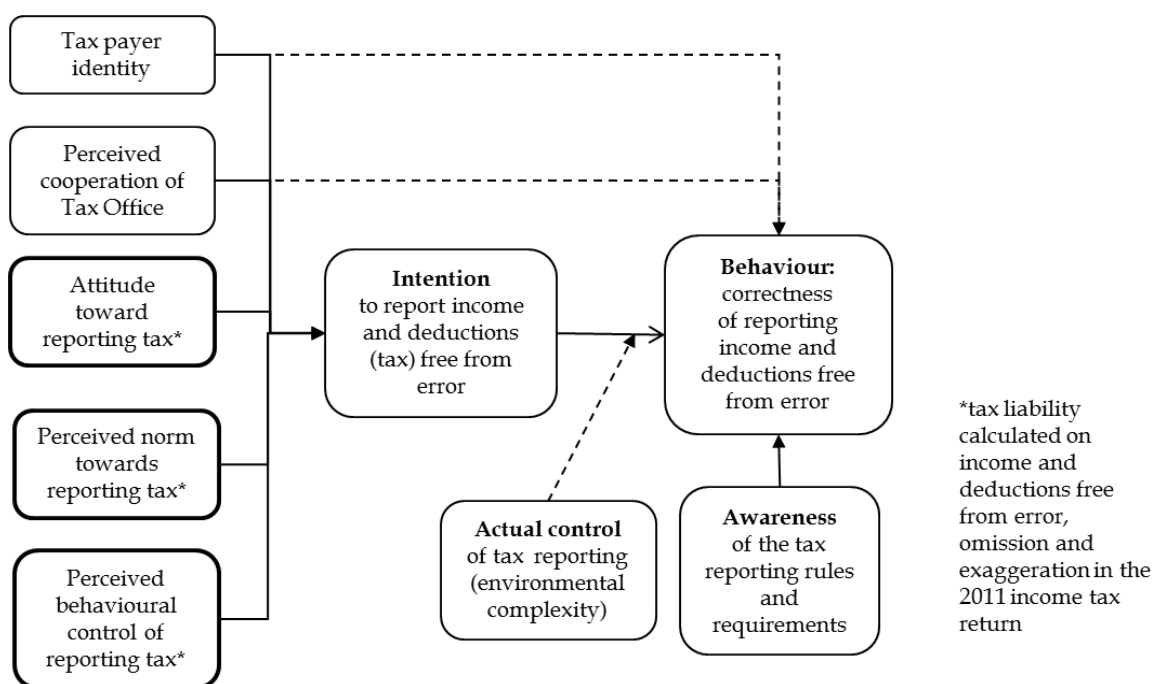 Tax payer
identity
Perceived
cooperation of
Tax Office
Attitude
toward
reporting tax*
Perceived norm
towards
reporting tax*
Perceived
behavioural
control of
reporting tax*
Intention
to report income
and deductions
(tax) free from
error
Behaviour:
correctness
of reporting
income and
deductions free
from error
Actual control
of tax reporting
(environmental
complexity)
Awareness
of the tax
reporting rules
and
requirements
*tax liability
calculated on
income and
deductions free
from error,
omission and
exaggeration in the
2011 income tax
return